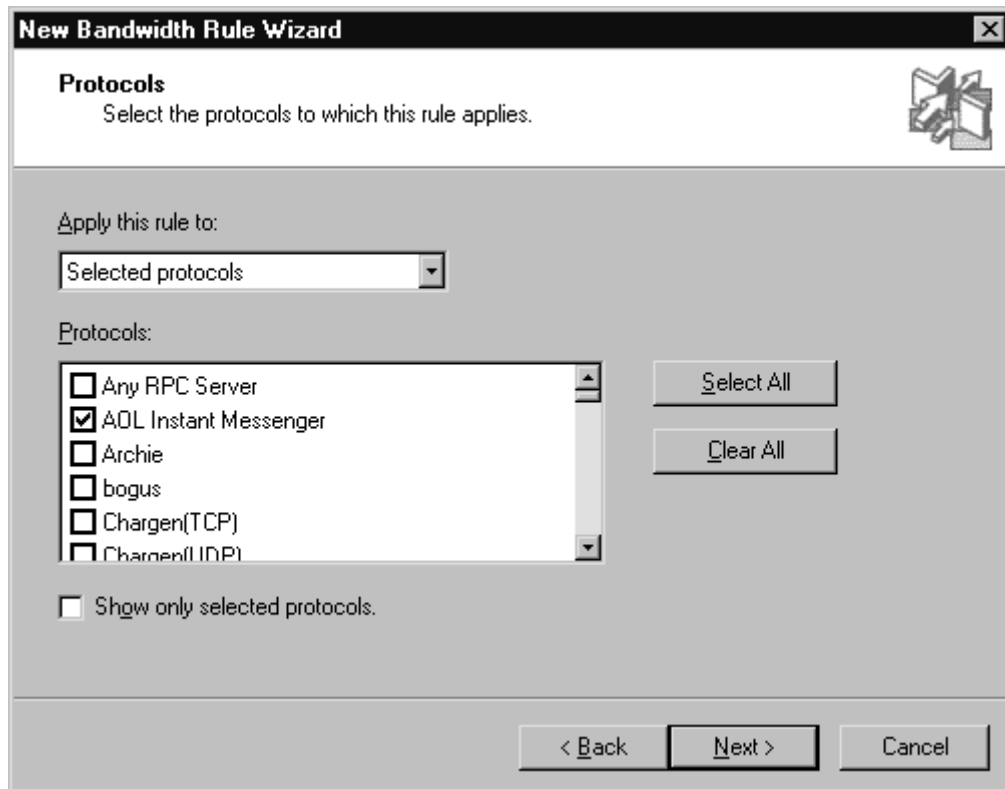 New Bandwidth Rule Wizard
Protocols
Select the protocols to which this rule applies.
Apply this rule to:
Selected protocols
Protocols:
Any RPC Server
AOL Instant Messenger
Archie
bogus
Chargen(TCP)
Chargen(UDP)
Select All
Clear All
Show only selected protocols.
< Back
Next >
Cancel